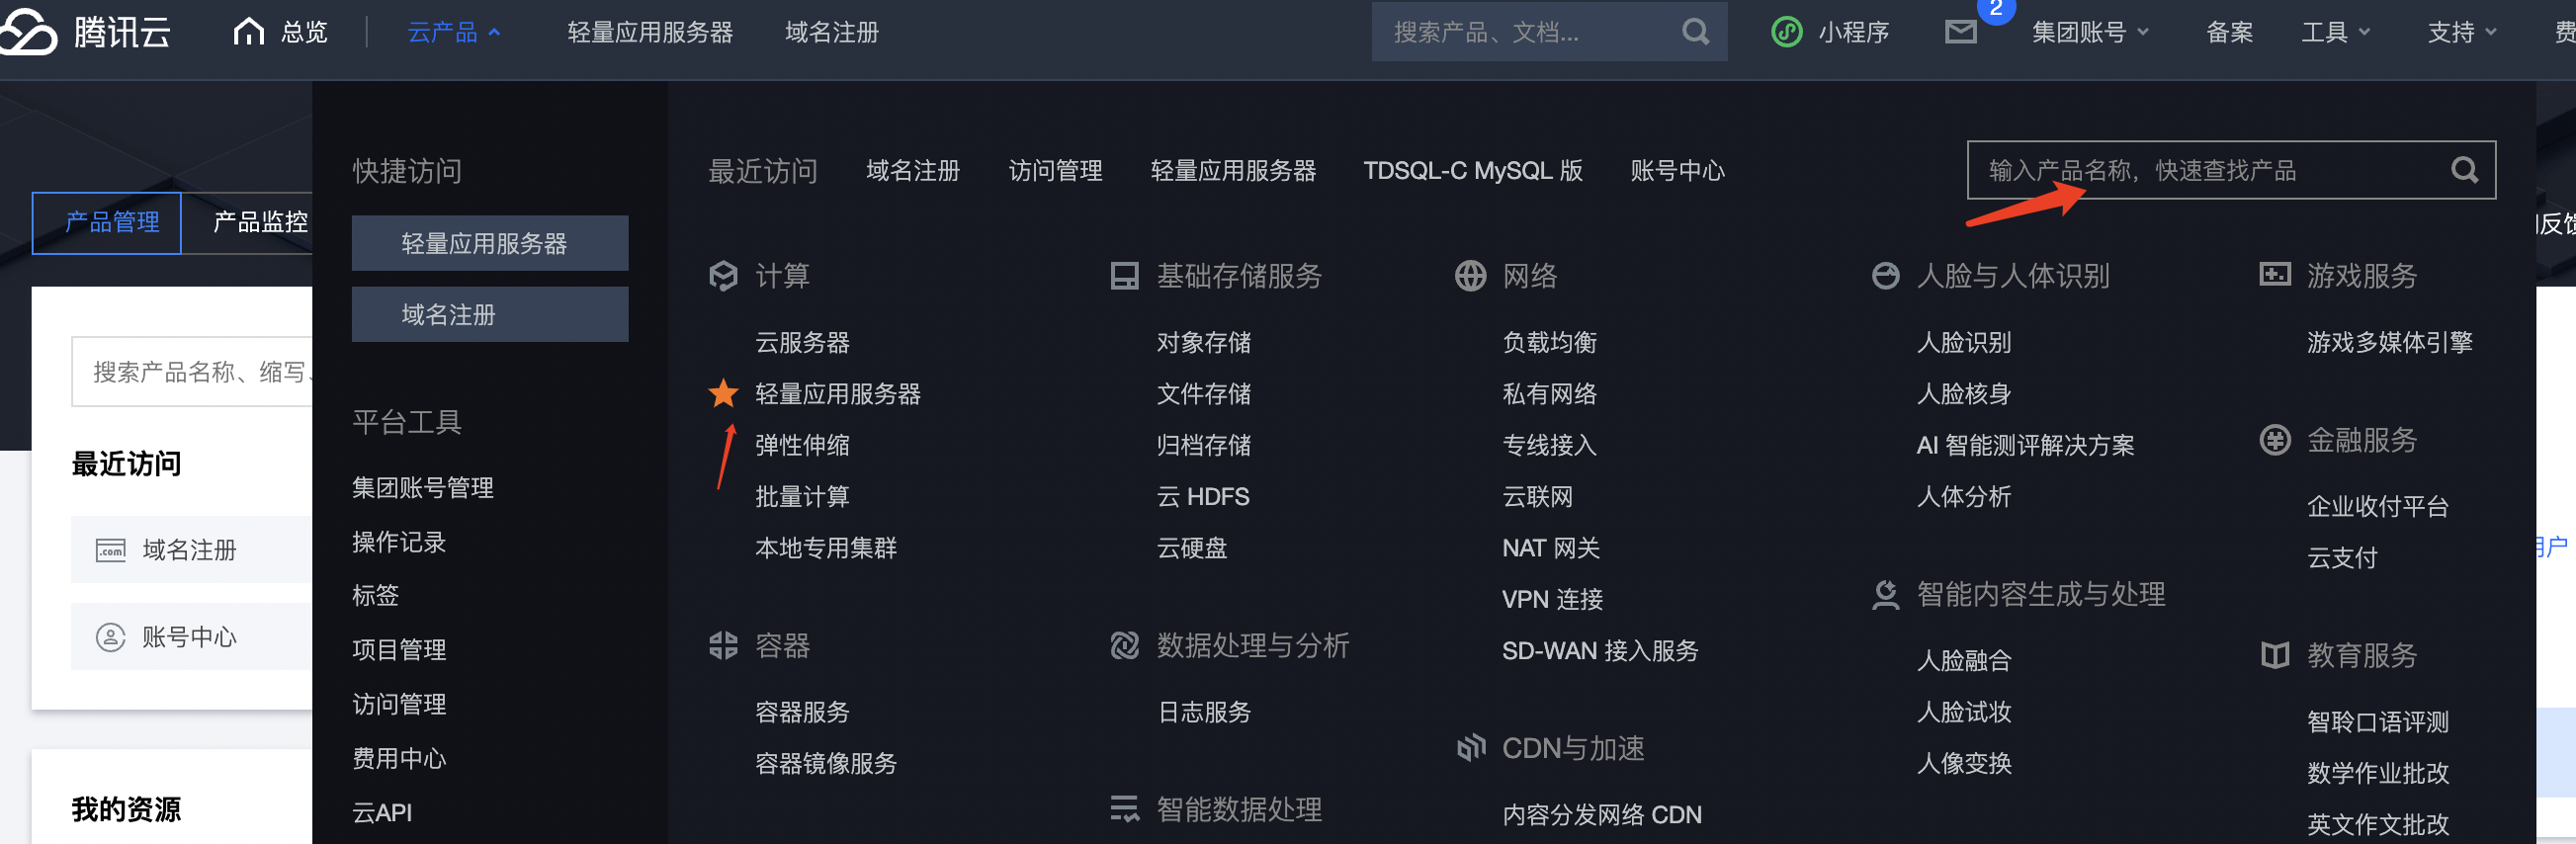 腾讯云 总览 云产品 轻量应用服务器 域名注册 搜索产品、文档... 小程序 2 集团账号 备案 工具 支持 费
产品管理 产品监控
搜索产品名称、缩写、
最近访问
.com 域名注册
账号中心
我的资源
快捷访问
轻量应用服务器
域名注册
平台工具
集团账号管理
操作记录
标签
项目管理
访问管理
费用中心
云API
最近访问 域名注册 访问管理 轻量应用服务器 TDSQL-C MySQL 版 账号中心 输入产品名称，快速查找产品
计算
云服务器
轻量应用服务器
弹性伸缩
批量计算
本地专用集群
容器
容器服务
容器镜像服务
基础存储服务
对象存储
文件存储
归档存储
云 HDFS
云硬盘
数据处理与分析
日志服务
智能数据处理
网络
负载均衡
私有网络
专线接入
云联网
NAT 网关
VPN 连接
SD-WAN 接入服务
CDN与加速
内容分发网络 CDN
人脸与人体识别
人脸识别
人脸核身
AI 智能测评解决方案
人体分析
智能内容生成与处理
人脸融合
人脸试妆
人像变换
游戏服务
游戏多媒体引擎
金融服务
企业收付平台
云支付
教育服务
智聆口语评测
数学作业批改
英文作文批改
反馈
户